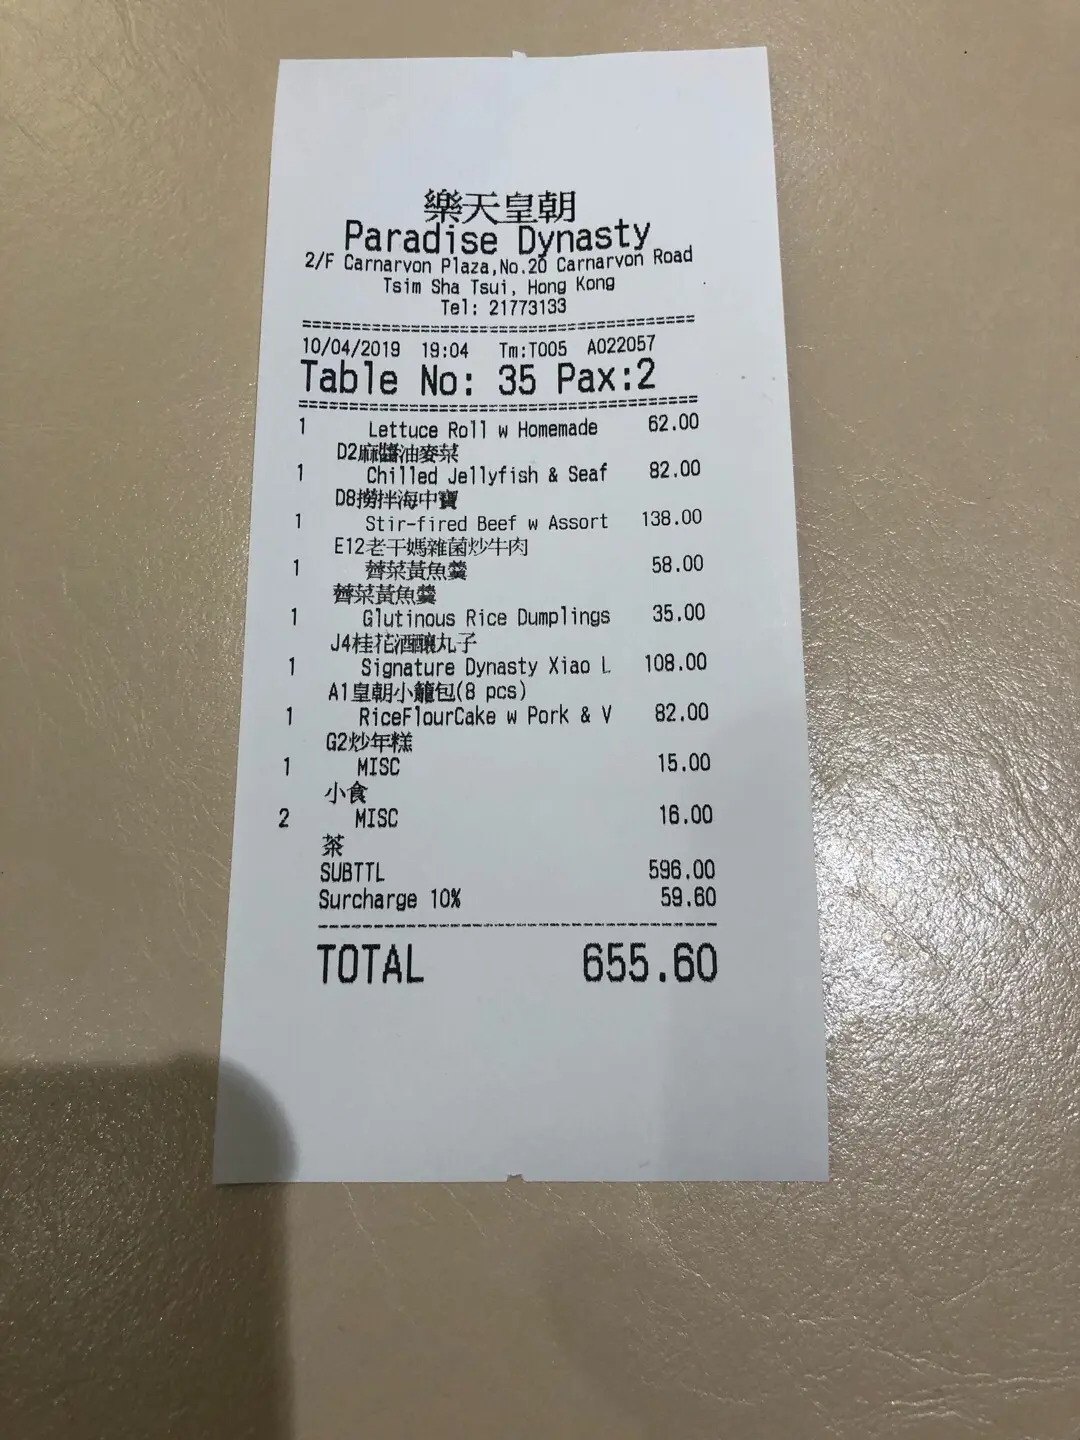 樂天皇朝
Paradise Dynasty
2/F Carnarvon Plaza,No.20 Carnarvon Road
Tsim Sha Tsui, Hong Kong
Tel: 21773133
10/04/2019 19:04 Tm:T005 A022057
Table No: 35 Pax:2
1 Lettuce Roll w Homemade 62.00
D2麻醬油麥菜
1 Chilled Jellyfish & Seaf 82.00
D8撈拌海中寶
1 Stir-fired Beef w Assort 138.00
E12老干媽雜菌炒牛肉
1 薺菜黃魚羹 58.00
薺菜黃魚羹
1 Glutinous Rice Dumplings 35.00
J4桂花酒釀丸子
1 Signature Dynasty Xiao L 108.00
A1皇朝小籠包(8 pcs)
1 RiceFlourCake w Pork & V 82.00
G2炒年糕
1 MISC 15.00
小食
2 MISC 16.00
茶
SUBTTL 596.00
Surcharge 10% 59.60
TOTAL 655.60